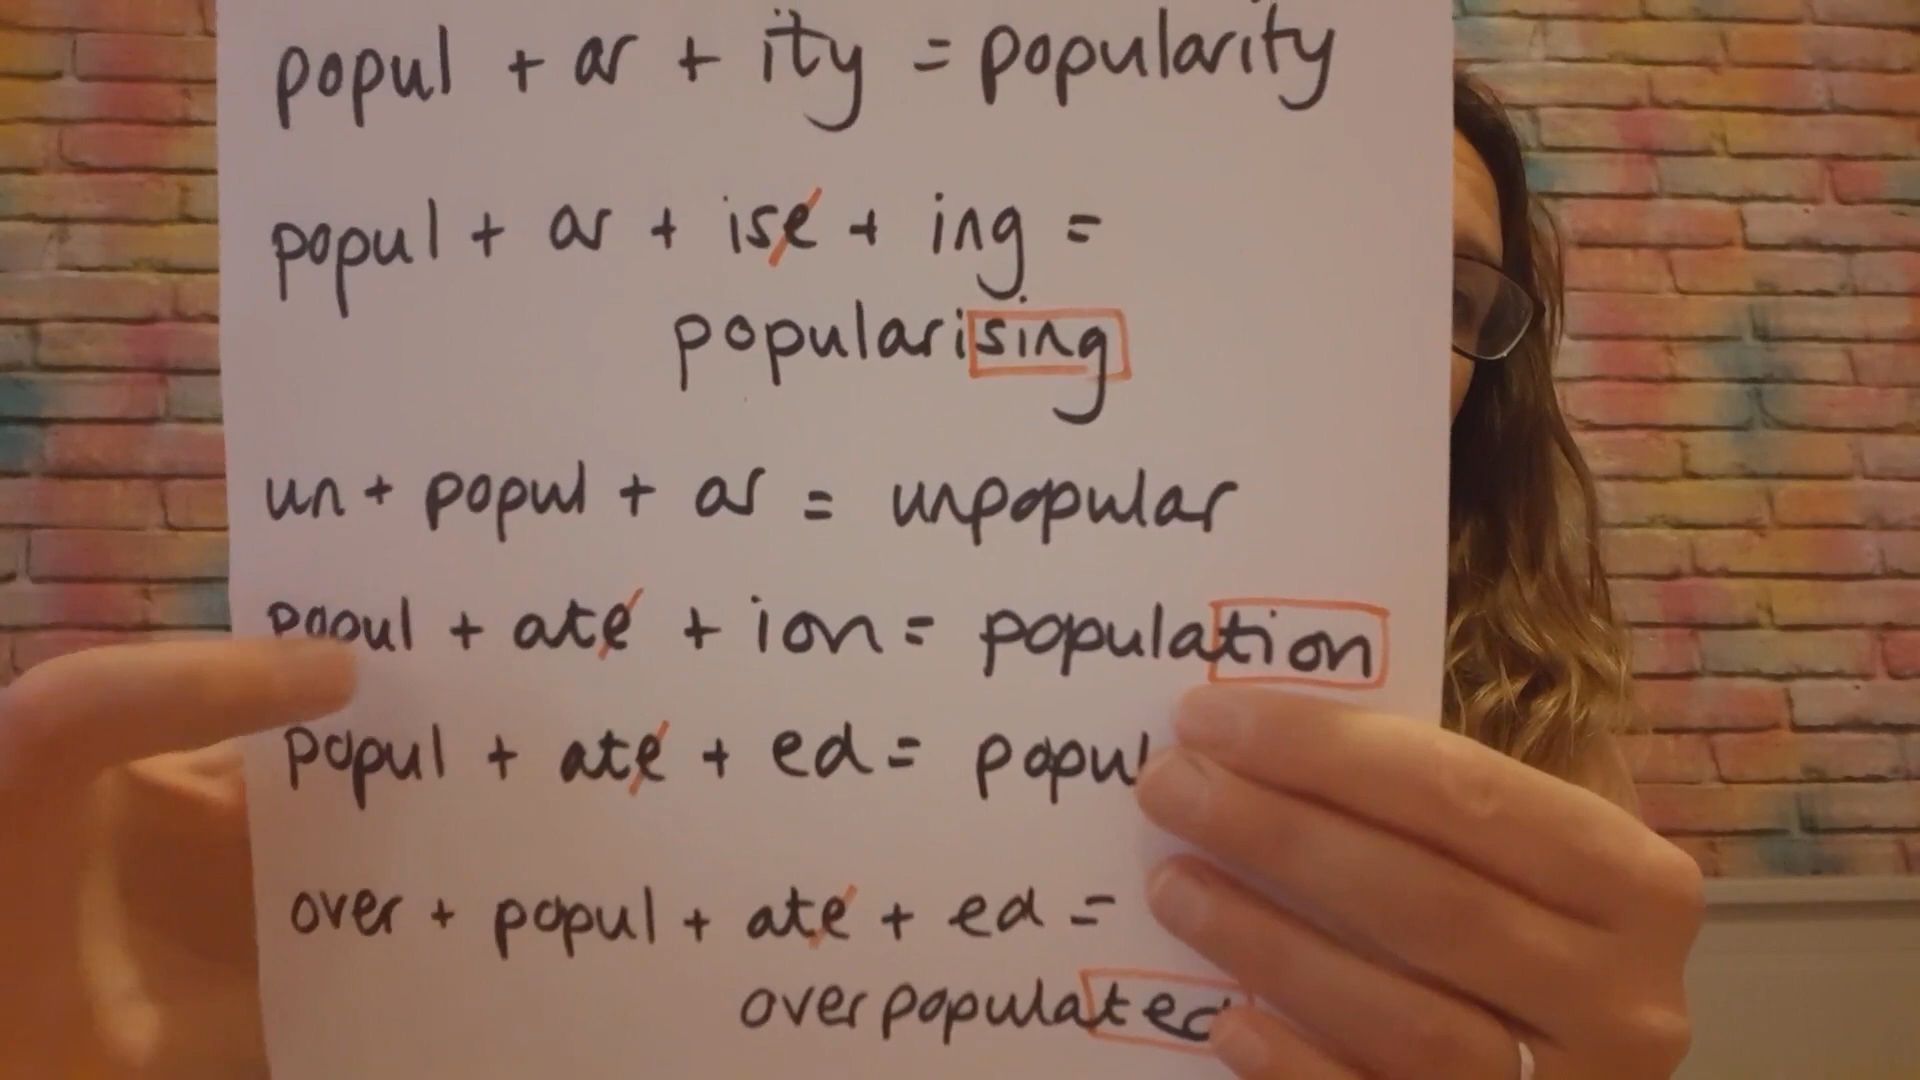 popul + ar + ity = popularity
popul + ar + ise + ing =
popularising
un + popul + ar = unpopular
popul + ate + ion = population
popul + ate + ed =
over + popul + ate + ed =
overpopulated